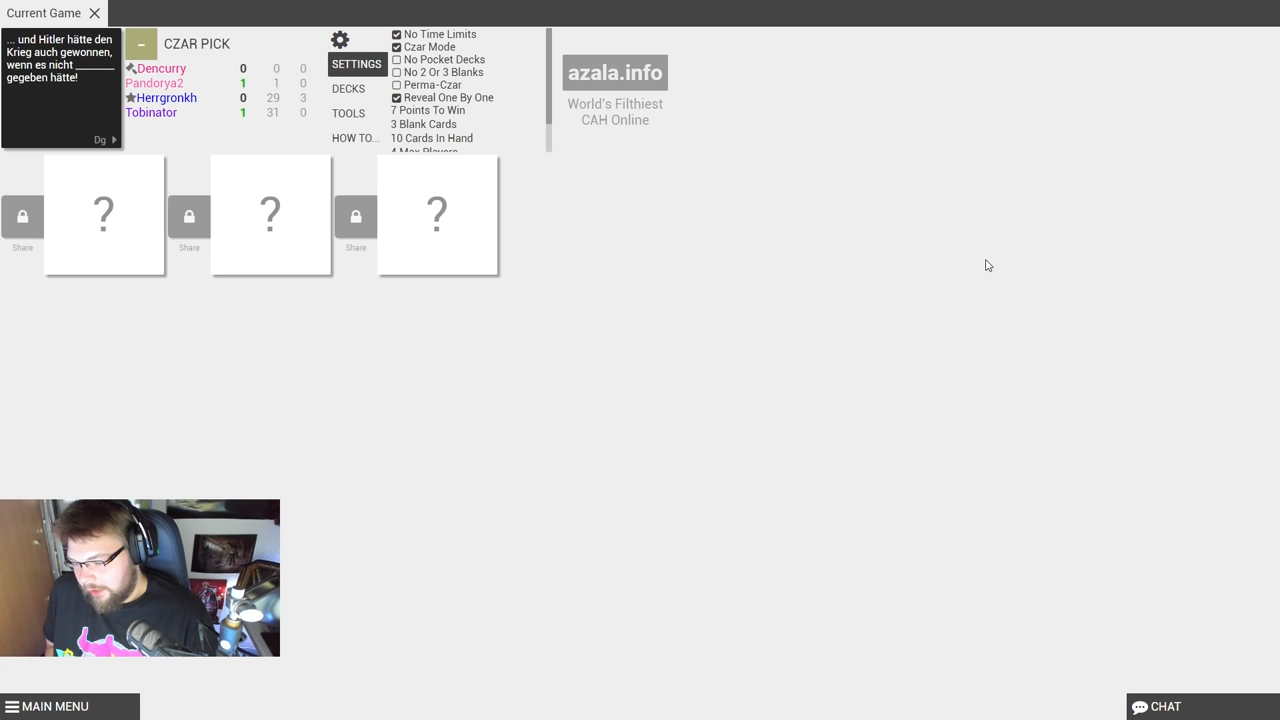 Current Game
... und Hitler hätte den
Krieg auch gewonnen,
wenn es nicht _______
gegeben hätte!
Dg
– CZAR PICK
Dencurry 0 0 0
Pandorya2 1 1 0
Herrgronkh 0 29 3
Tobinator 1 31 0
SETTINGS
DECKS
TOOLS
HOW TO...
No Time Limits
Czar Mode
No Pocket Decks
No 2 Or 3 Blanks
Perma-Czar
Reveal One By One
7 Points To Win
3 Blank Cards
10 Cards In Hand
4 Max Players
azala.info
World's Filthiest
CAH Online
? ? ?
Share Share Share
MAIN MENU
CHAT